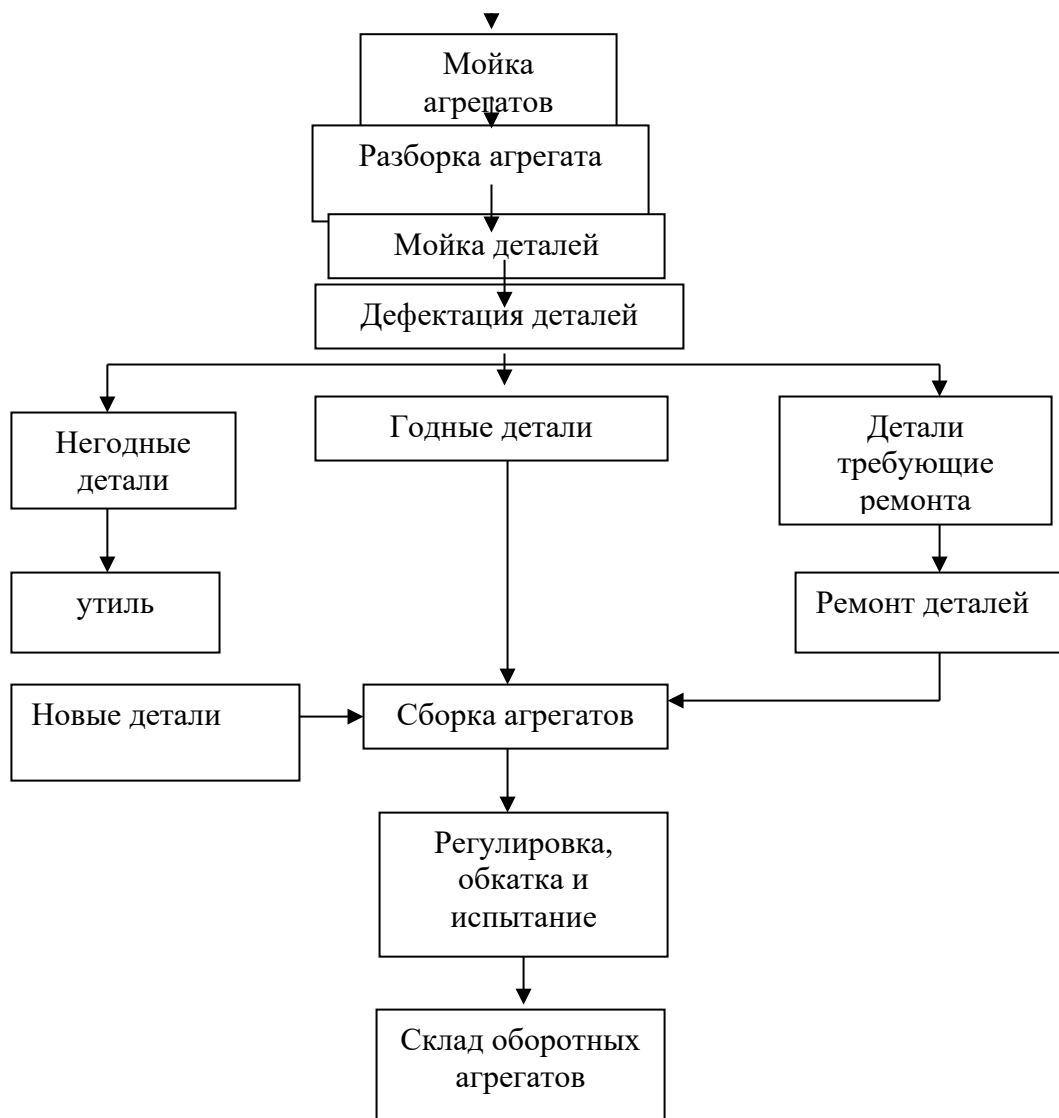 Мойка
агрегатов
Разборка агрегата
Мойка деталей
Дефектация деталей
Негодные
детали
Годные детали
Детали
требующие
ремонта
утиль
Ремонт деталей
Новые детали
Сборка агрегатов
Регулировка,
обкатка и
испытание
Склад оборотных
агрегатов